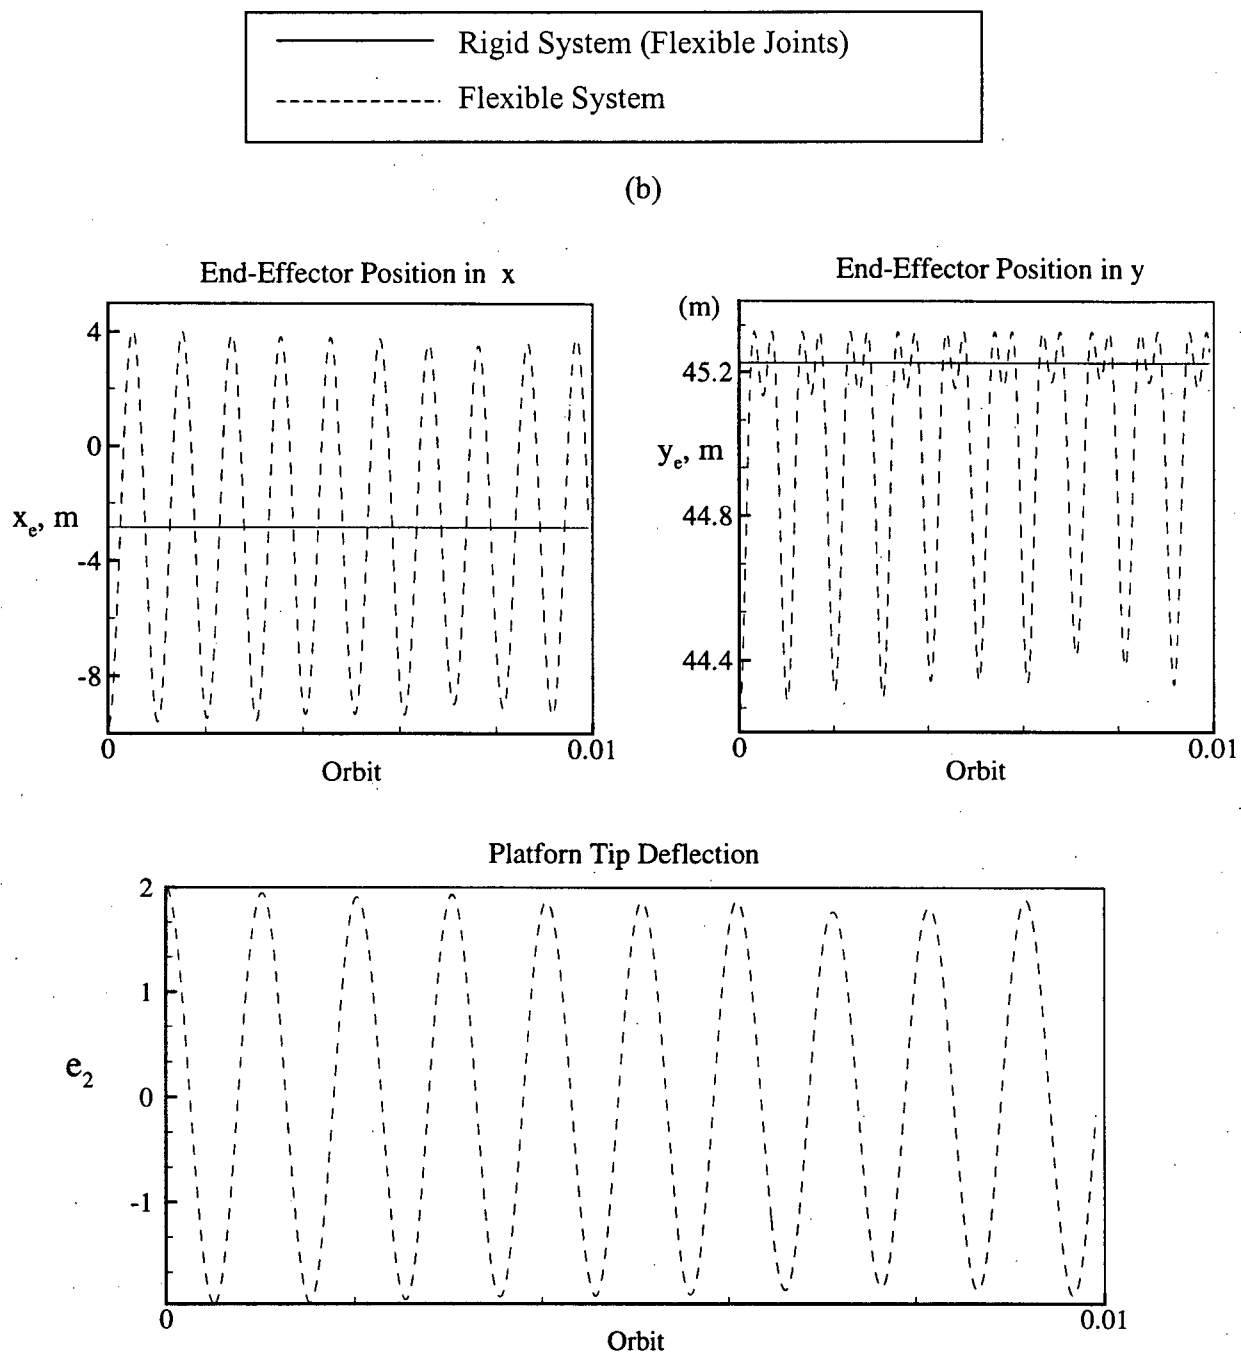 Rigid System (Flexible Joints)
Flexible System
(b)
End-Effector Position in x
4
0
x_e, m
-4
-8
0
0.01
Orbit
End-Effector Position in y
(m)
45.2
y_e, m
44.8
44.4
0
0.01
Orbit
Platforn Tip Deflection
2
1
e_2
0
-1
0
0.01
Orbit